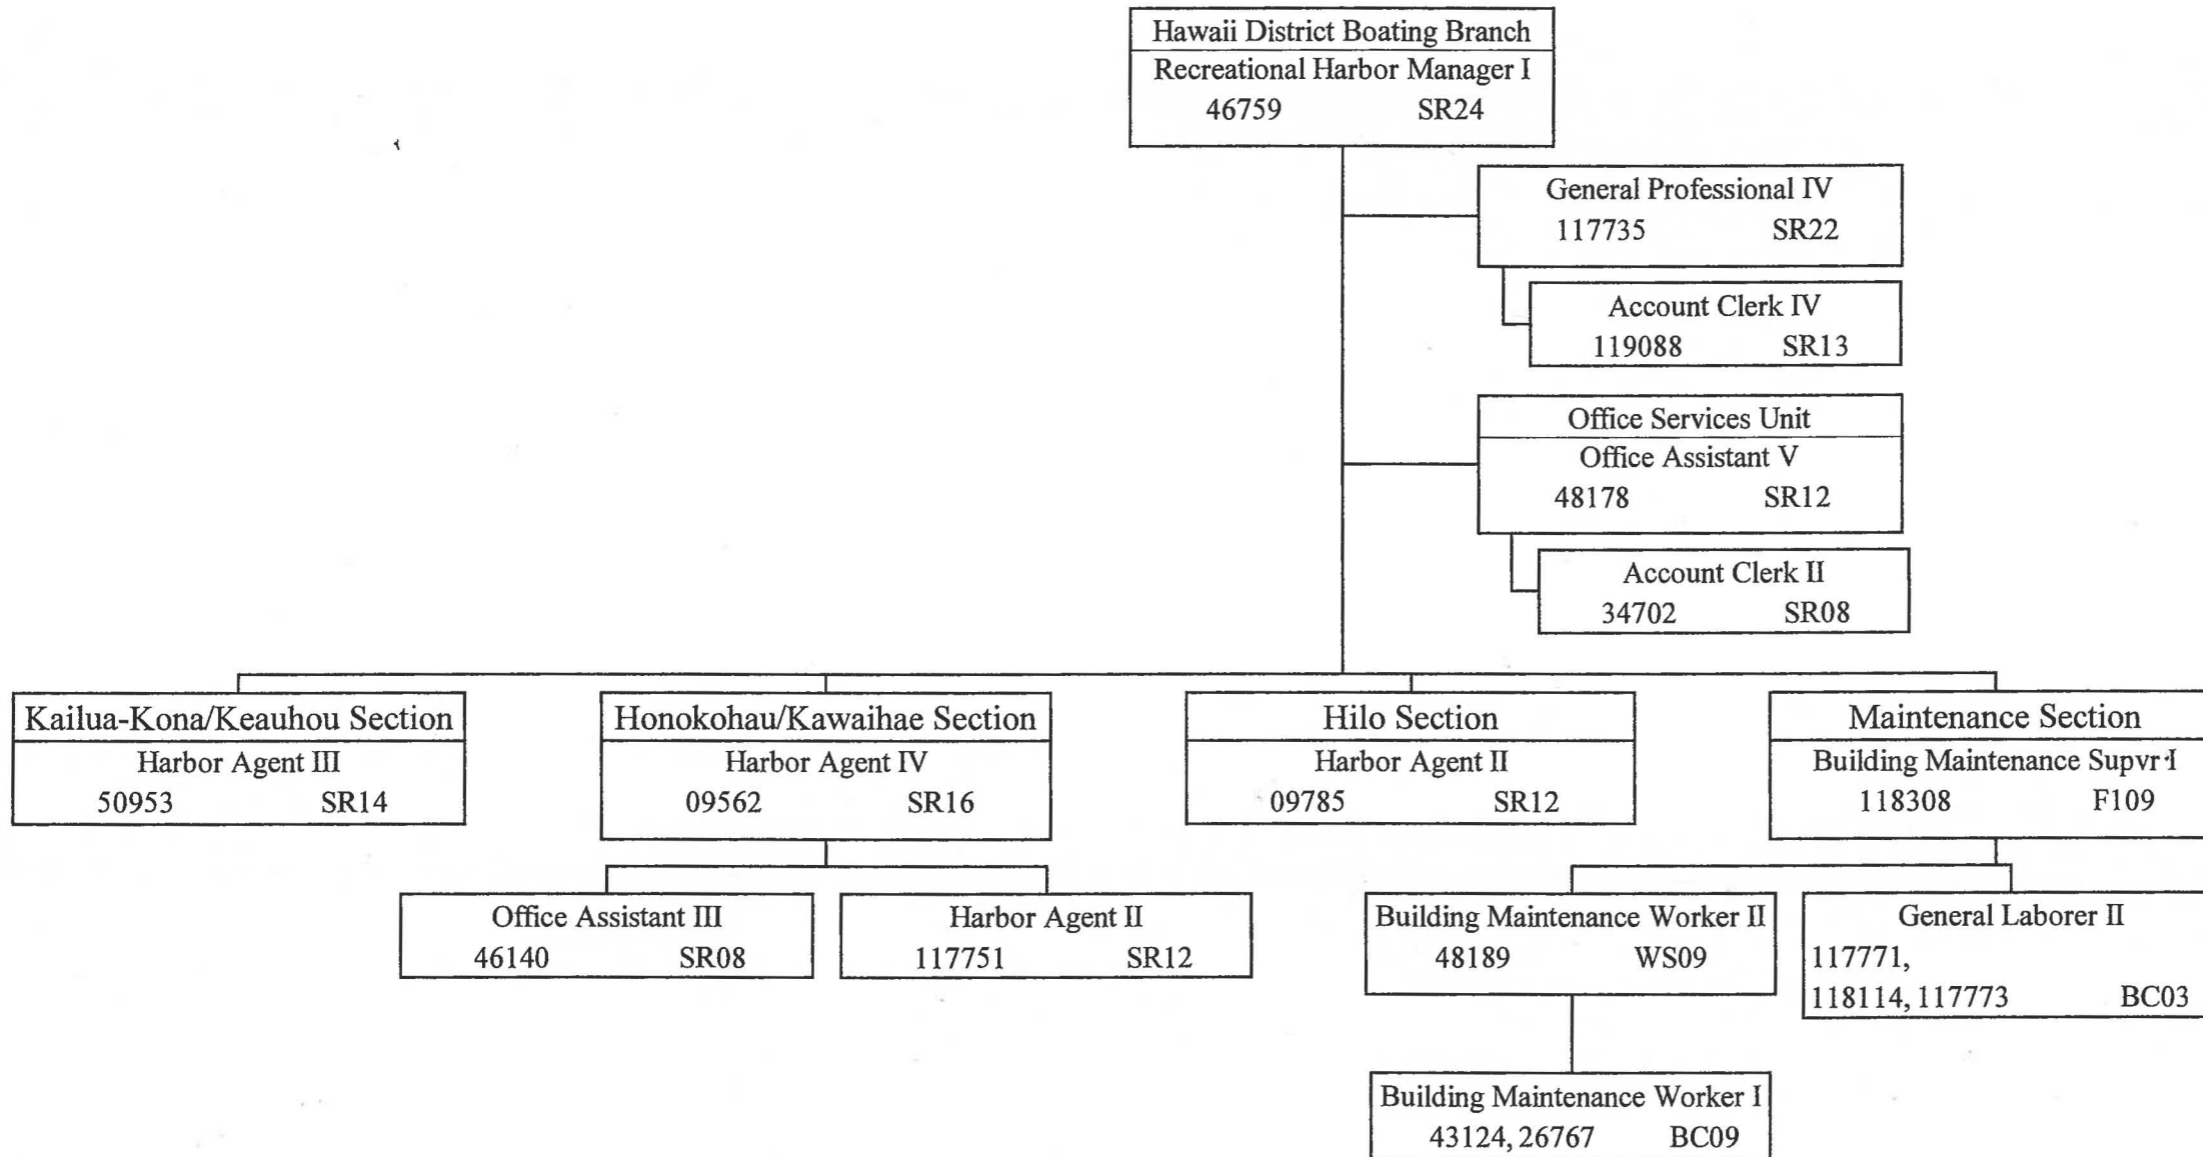 Hawaii District Boating Branch
Recreational Harbor Manager I
46759 SR24
General Professional IV
117735 SR22
Account Clerk IV
119088 SR13
Office Services Unit
Office Assistant V
48178 SR12
Account Clerk II
34702 SR08
Kailua-Kona/Keauhou Section
Harbor Agent III
50953 SR14
Honokohau/Kawaihae Section
Harbor Agent IV
09562 SR16
Hilo Section
Harbor Agent II
09785 SR12
Maintenance Section
Building Maintenance Supvr I
118308 F109
Office Assistant III
46140 SR08
Harbor Agent II
117751 SR12
Building Maintenance Worker II
48189 WS09
General Laborer II
117771,
118114, 117773 BC03
Building Maintenance Worker I
43124, 26767 BC09